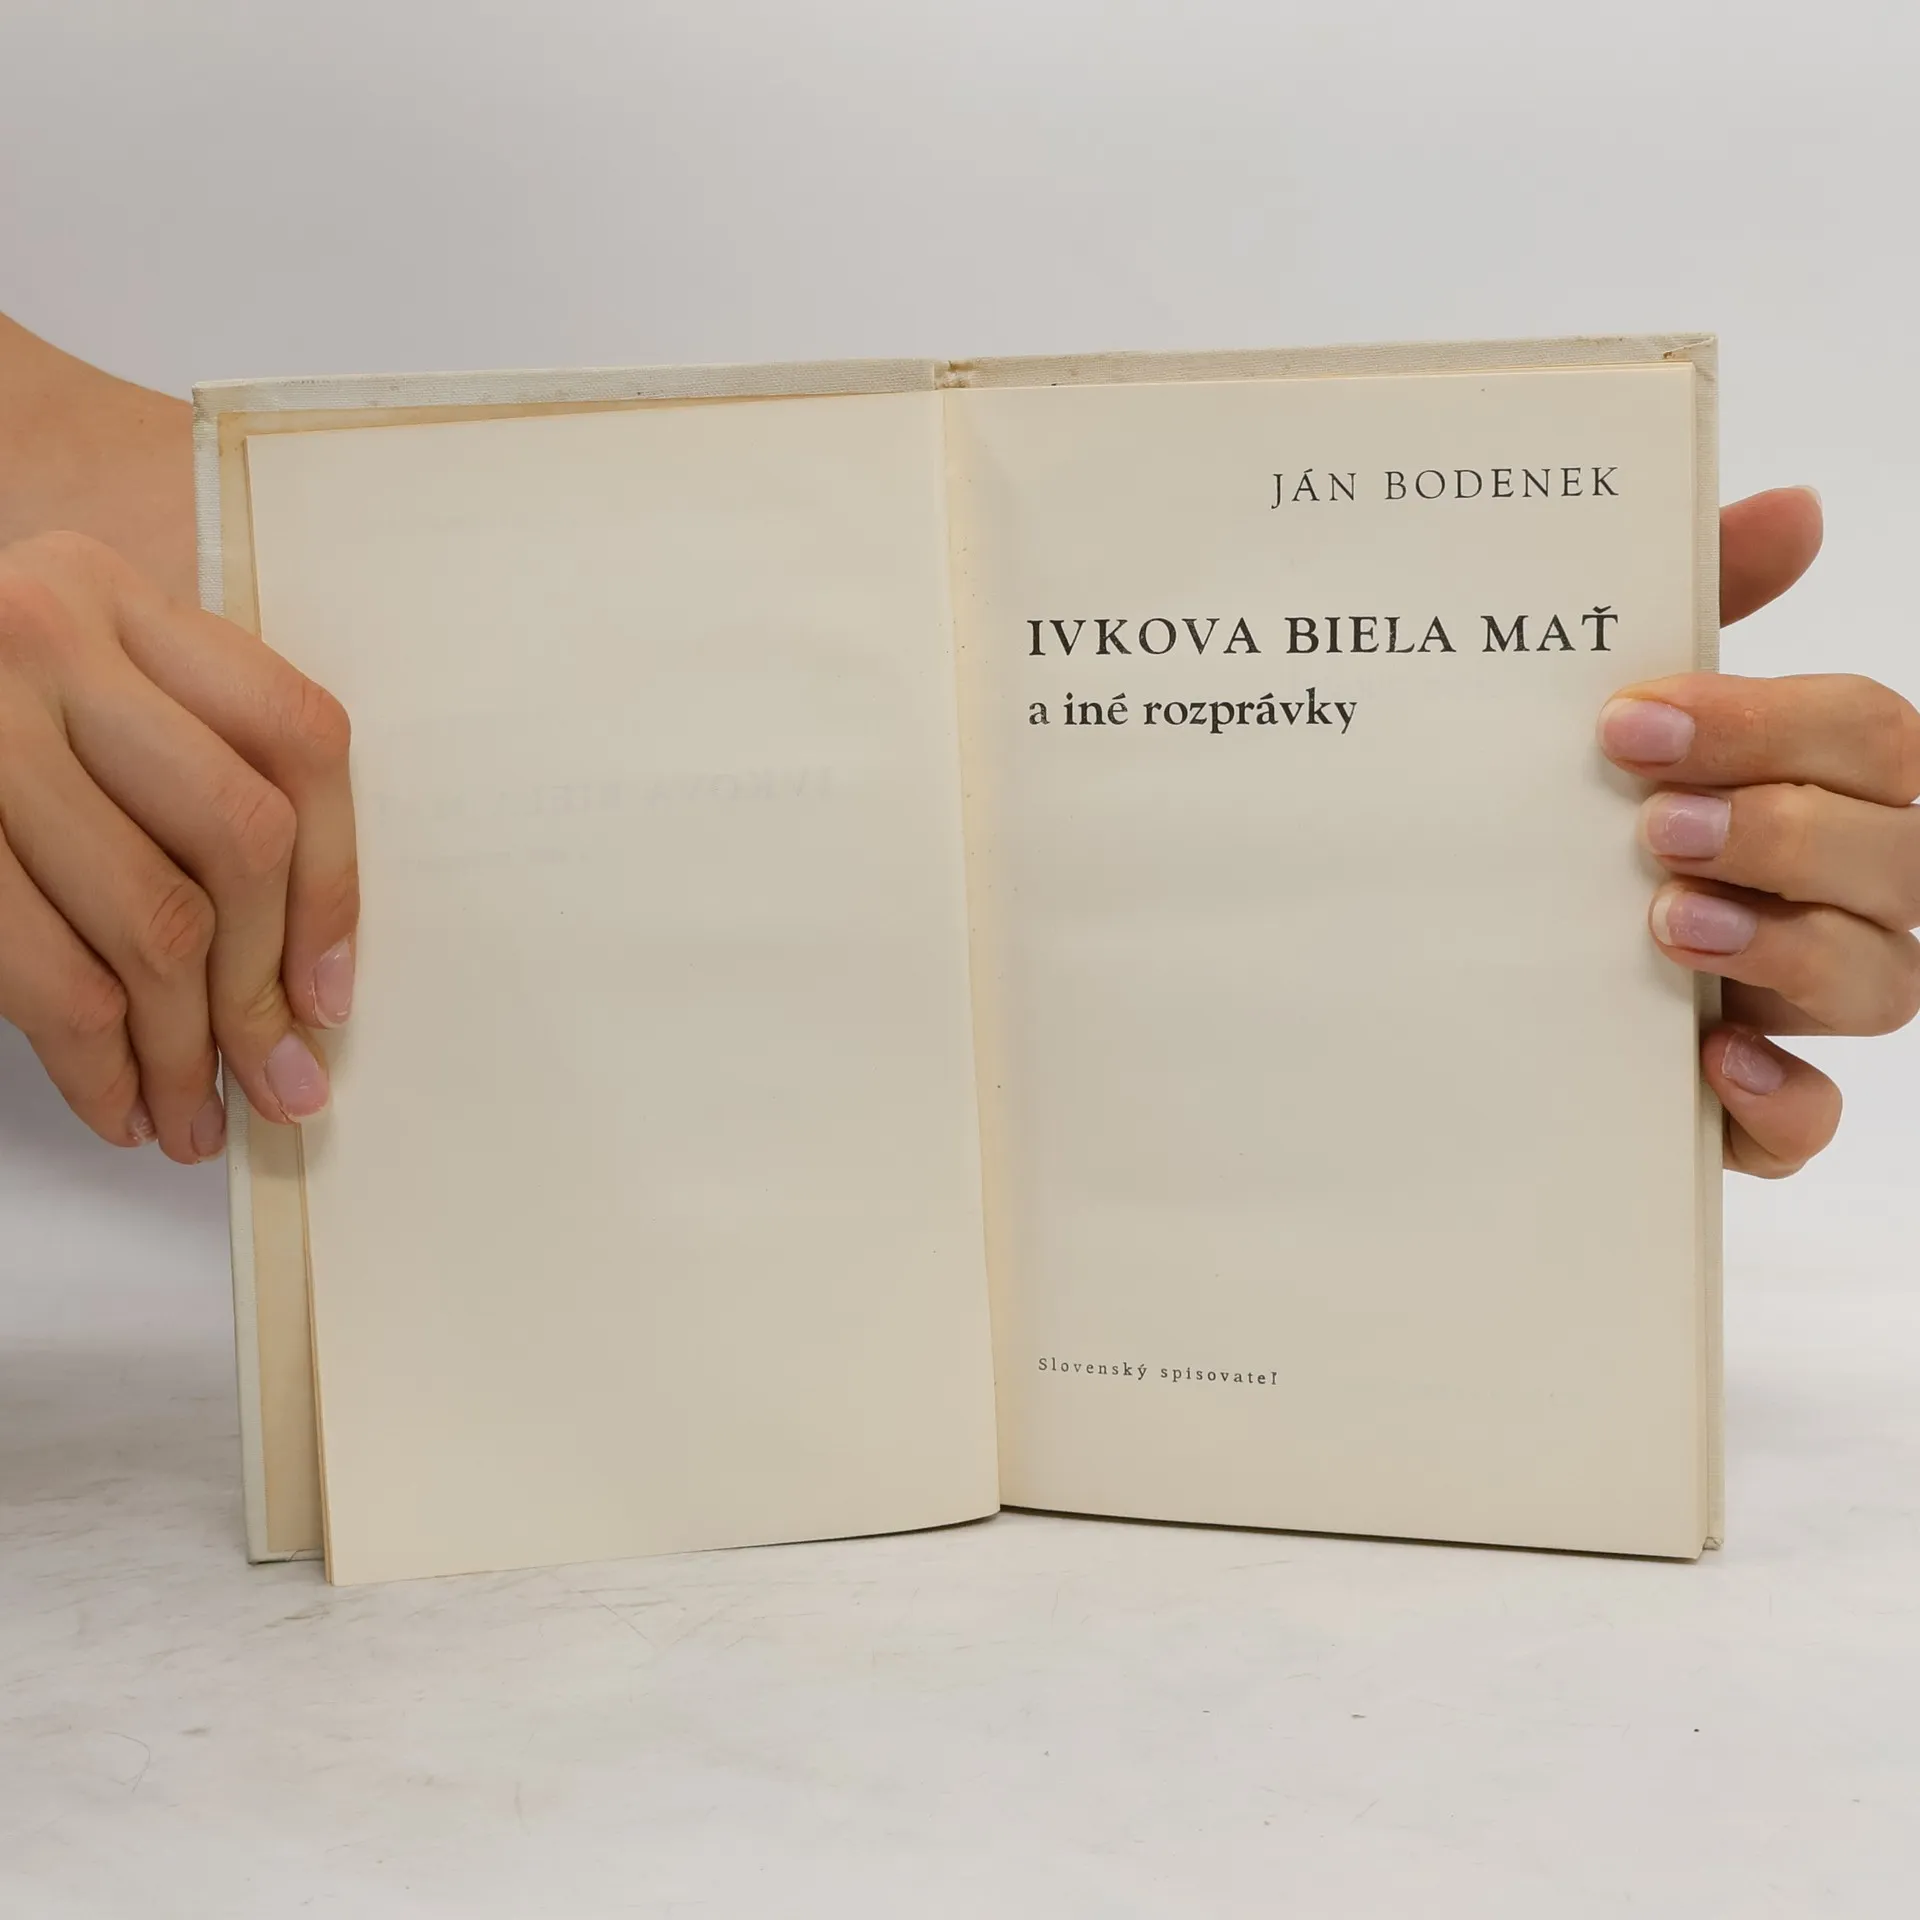 JÁN BODENEK
IVKOVA BIELA MAŤ
a iné rozprávky
Slovenský spisovateľ